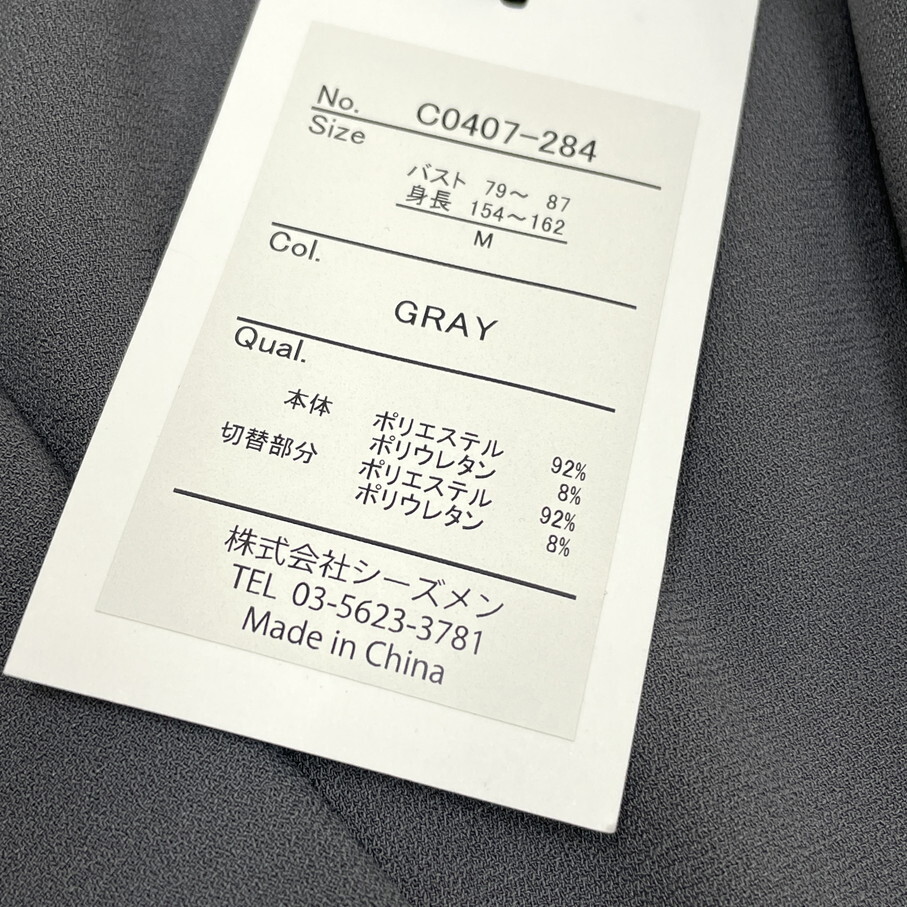 No. C0407-284
Size
バスト 79～ 87
身長 154～162
M
Col.
GRAY
Qual.
本体 ポリエステル 92%
ポリウレタン 8%
切替部分 ポリエステル 92%
ポリウレタン 8%
株式会社シーズメン
TEL 03-5623-3781
Made in China